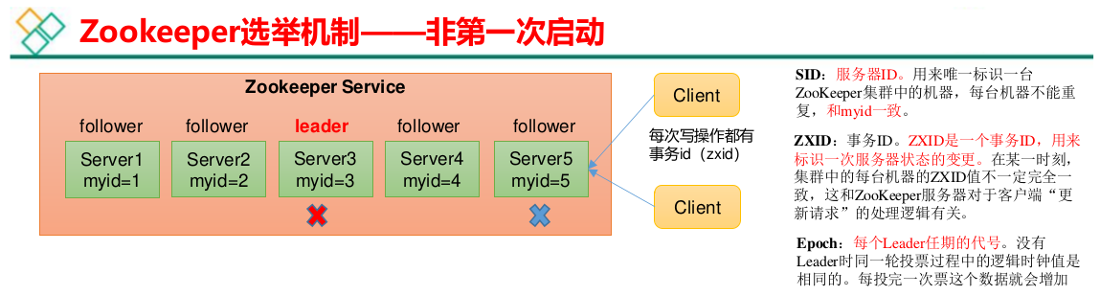 Zookeeper选举机制——非第一次启动
Zookeeper Service
follower follower leader follower follower
Server1 Server2 Server3 Server4 Server5
myid=1 myid=2 myid=3 myid=4 myid=5
Client
每次写操作都有
事务id（zxid）
Client
SID：服务器ID。用来唯一标识一台
ZooKeeper集群中的机器，每台机器不能重
复，和myid一致。
ZXID：事务ID。ZXID是一个事务ID，用来
标识一次服务器状态的变更。在某一时刻，
集群中的每台机器的ZXID值不一定完全一
致，这和ZooKeeper服务器对于客户端“更
新请求”的处理逻辑有关。
Epoch：每个Leader任期的代号。没有
Leader时同一轮投票过程中的逻辑时钟值是
相同的。每投完一次票这个数据就会增加